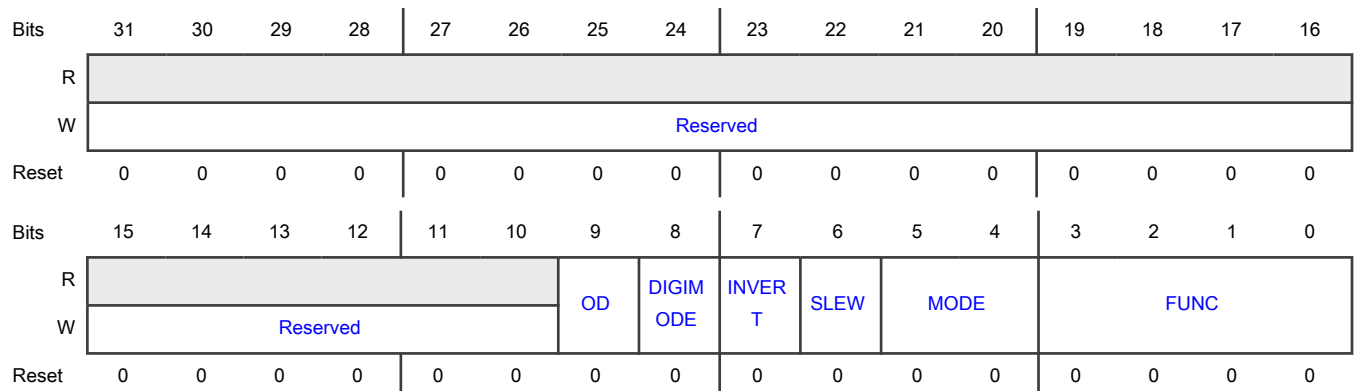 Bits 31 30 29 28 27 26 25 24 23 22 21 20 19 18 17 16
R
W Reserved
Reset 0 0 0 0 0 0 0 0 0 0 0 0 0 0 0 0
Bits 15 14 13 12 11 10 9 8 7 6 5 4 3 2 1 0
R
OD DIGIM
ODE INVER
T SLEW MODE FUNC
W Reserved
Reset 0 0 0 0 0 0 0 0 0 0 0 0 0 0 0 0